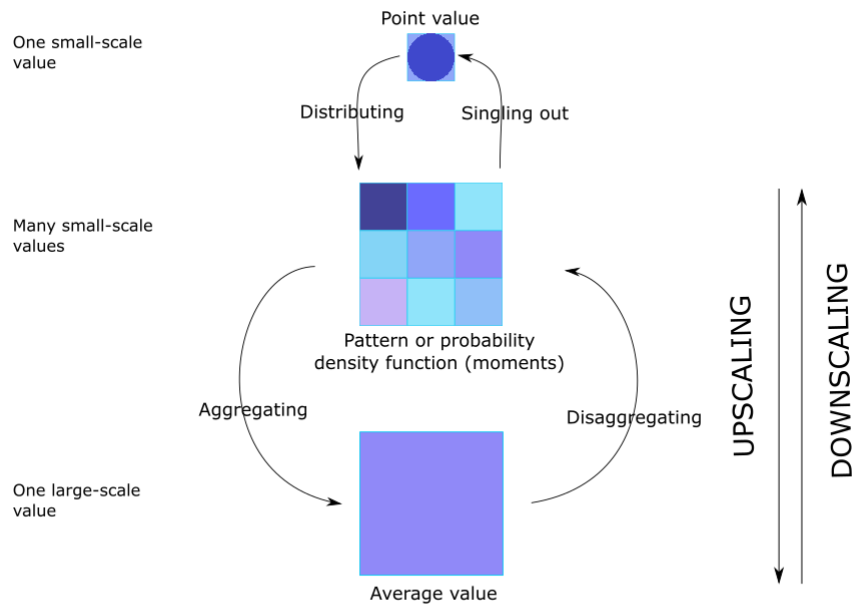 Point value
One small-scale
value
Distributing
Singling out
Many small-scale
values
Pattern or probability
density function (moments)
Aggregating
Disaggregating
One large-scale
value
Average value
UPSCALING
DOWNSCALING